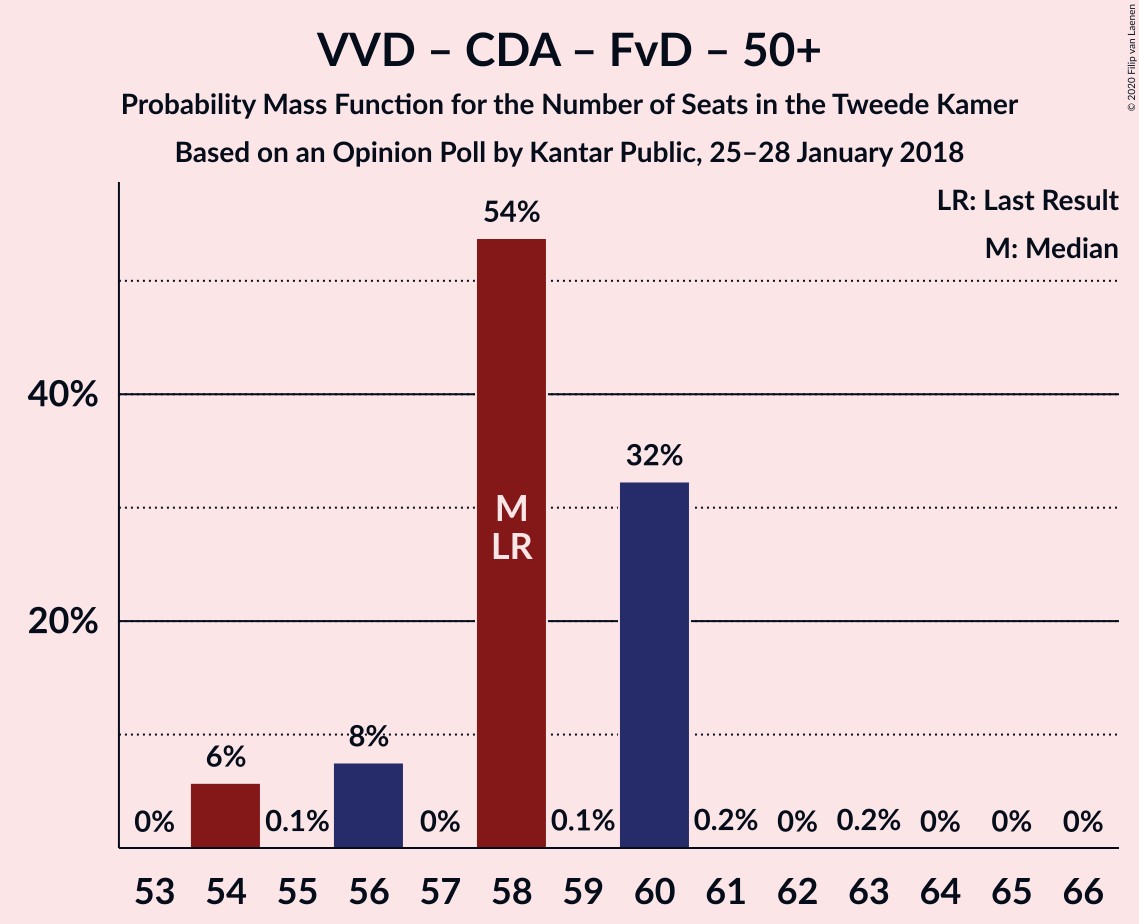 VVD – CDA – FvD – 50+
Probability Mass Function for the Number of Seats in the Tweede Kamer
Based on an Opinion Poll by Kantar Public, 25–28 January 2018
© 2020 Filip van Laenen
LR: Last Result
M: Median
40%
20%
0%
6%
0.1%
8%
0%
54%
M
LR
0.1%
32%
0.2%
0%
0.2%
0%
0%
0%
53 54 55 56 57 58 59 60 61 62 63 64 65 66